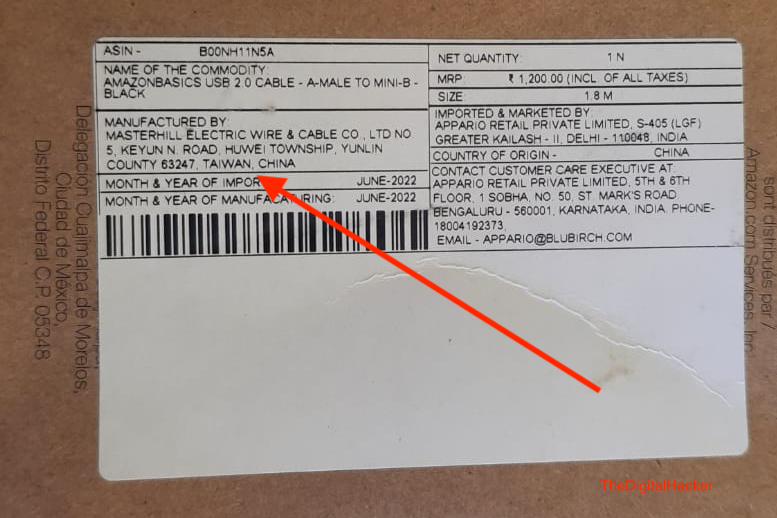 ASIN - B00NH11N5A
NAME OF THE COMMODITY:
AMAZONBASICS USB 2.0 CABLE - A-MALE TO MINI-B -
BLACK
MANUFACTURED BY:
MASTERHILL ELECTRIC WIRE & CABLE CO., LTD NO
5, KEYUN N. ROAD, HUWEI TOWNSHIP, YUNLIN
COUNTY 63247, TAIWAN, CHINA
MONTH & YEAR OF IMPOR JUNE-2022
MONTH & YEAR OF MANUFACATURING: JUNE-2022
NET QUANTITY: 1 N
MRP: ₹ 1,200.00 (INCL. OF ALL TAXES)
SIZE: 1.8 M
IMPORTED & MARKETED BY:
APPARIO RETAIL PRIVATE LIMITED, S-405 (LGF)
GREATER KAILASH - II, DELHI - 110048, INDIA
COUNTRY OF ORIGIN - CHINA
CONTACT CUSTOMER CARE EXECUTIVE AT:
APPARIO RETAIL PRIVATE LIMITED, 5TH & 6TH
FLOOR, 1 SOBHA, NO. 50, ST. MARK'S ROAD
BENGALURU - 560001, KARNATAKA, INDIA. PHONE-
18004192373,
EMAIL - APPARIO@BLUBIRCH.COM
Delegación Cuajimalpa de Morelos,
Ciudad de México,
Distrito Federal C.P. 05348
sont distribués par /
Amazon.com Services, Inc.
TheDigitalHacker